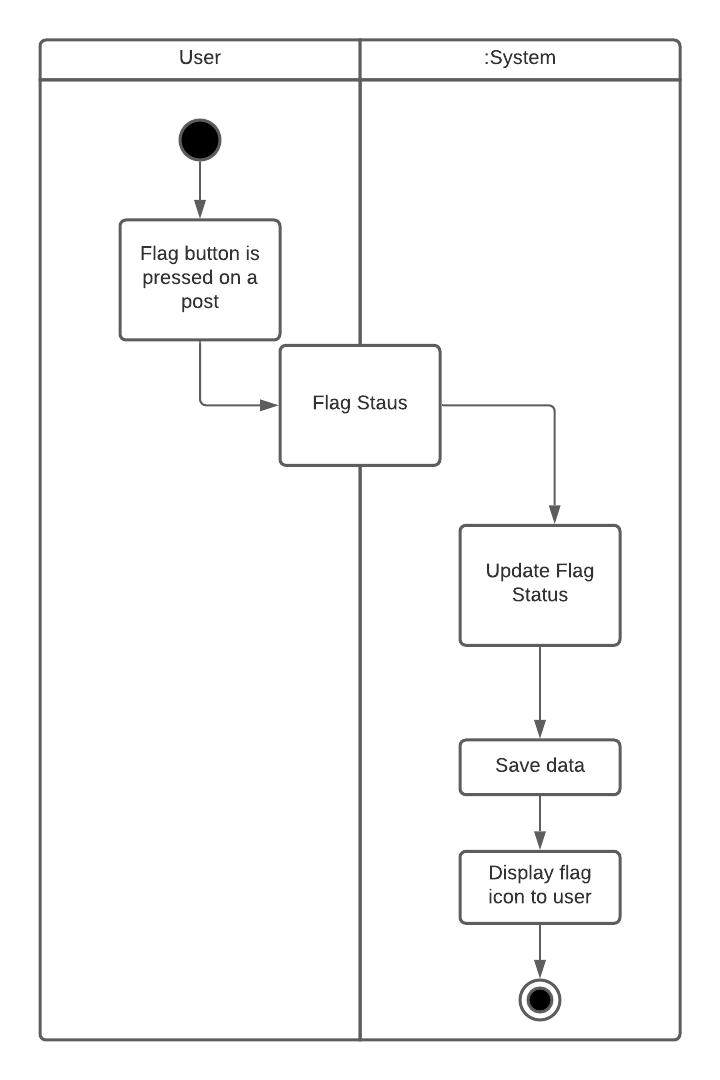 User
:System
Flag button is
pressed on a
post
Flag Staus
Update Flag
Status
Save data
Display flag
icon to user